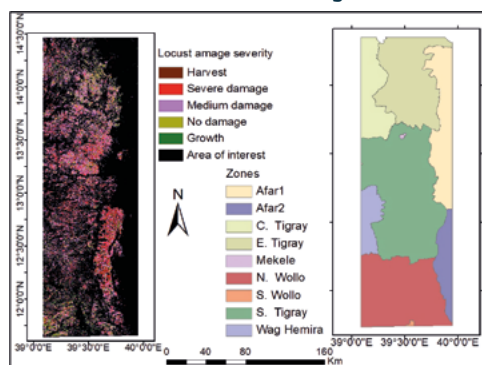 14°30'0"N
14°0'0"N
13°30'0"N
13°0'0"N
12°30'0"N
12°0'0"N
39°0'0"E 39°30'0"E 40°0'0"E
Locust amage severity
Harvest
Severe damage
Medium damage
No damage
Growth
Area of interest
N
Zones
Afar1
Afar2
C. Tigray
E. Tigray
Mekele
N. Wollo
S. Wollo
S. Tigray
Wag Hemira
0 20 40 80 120 160
Km
39°0'0"E 39°30'0"E 40°0'0"E